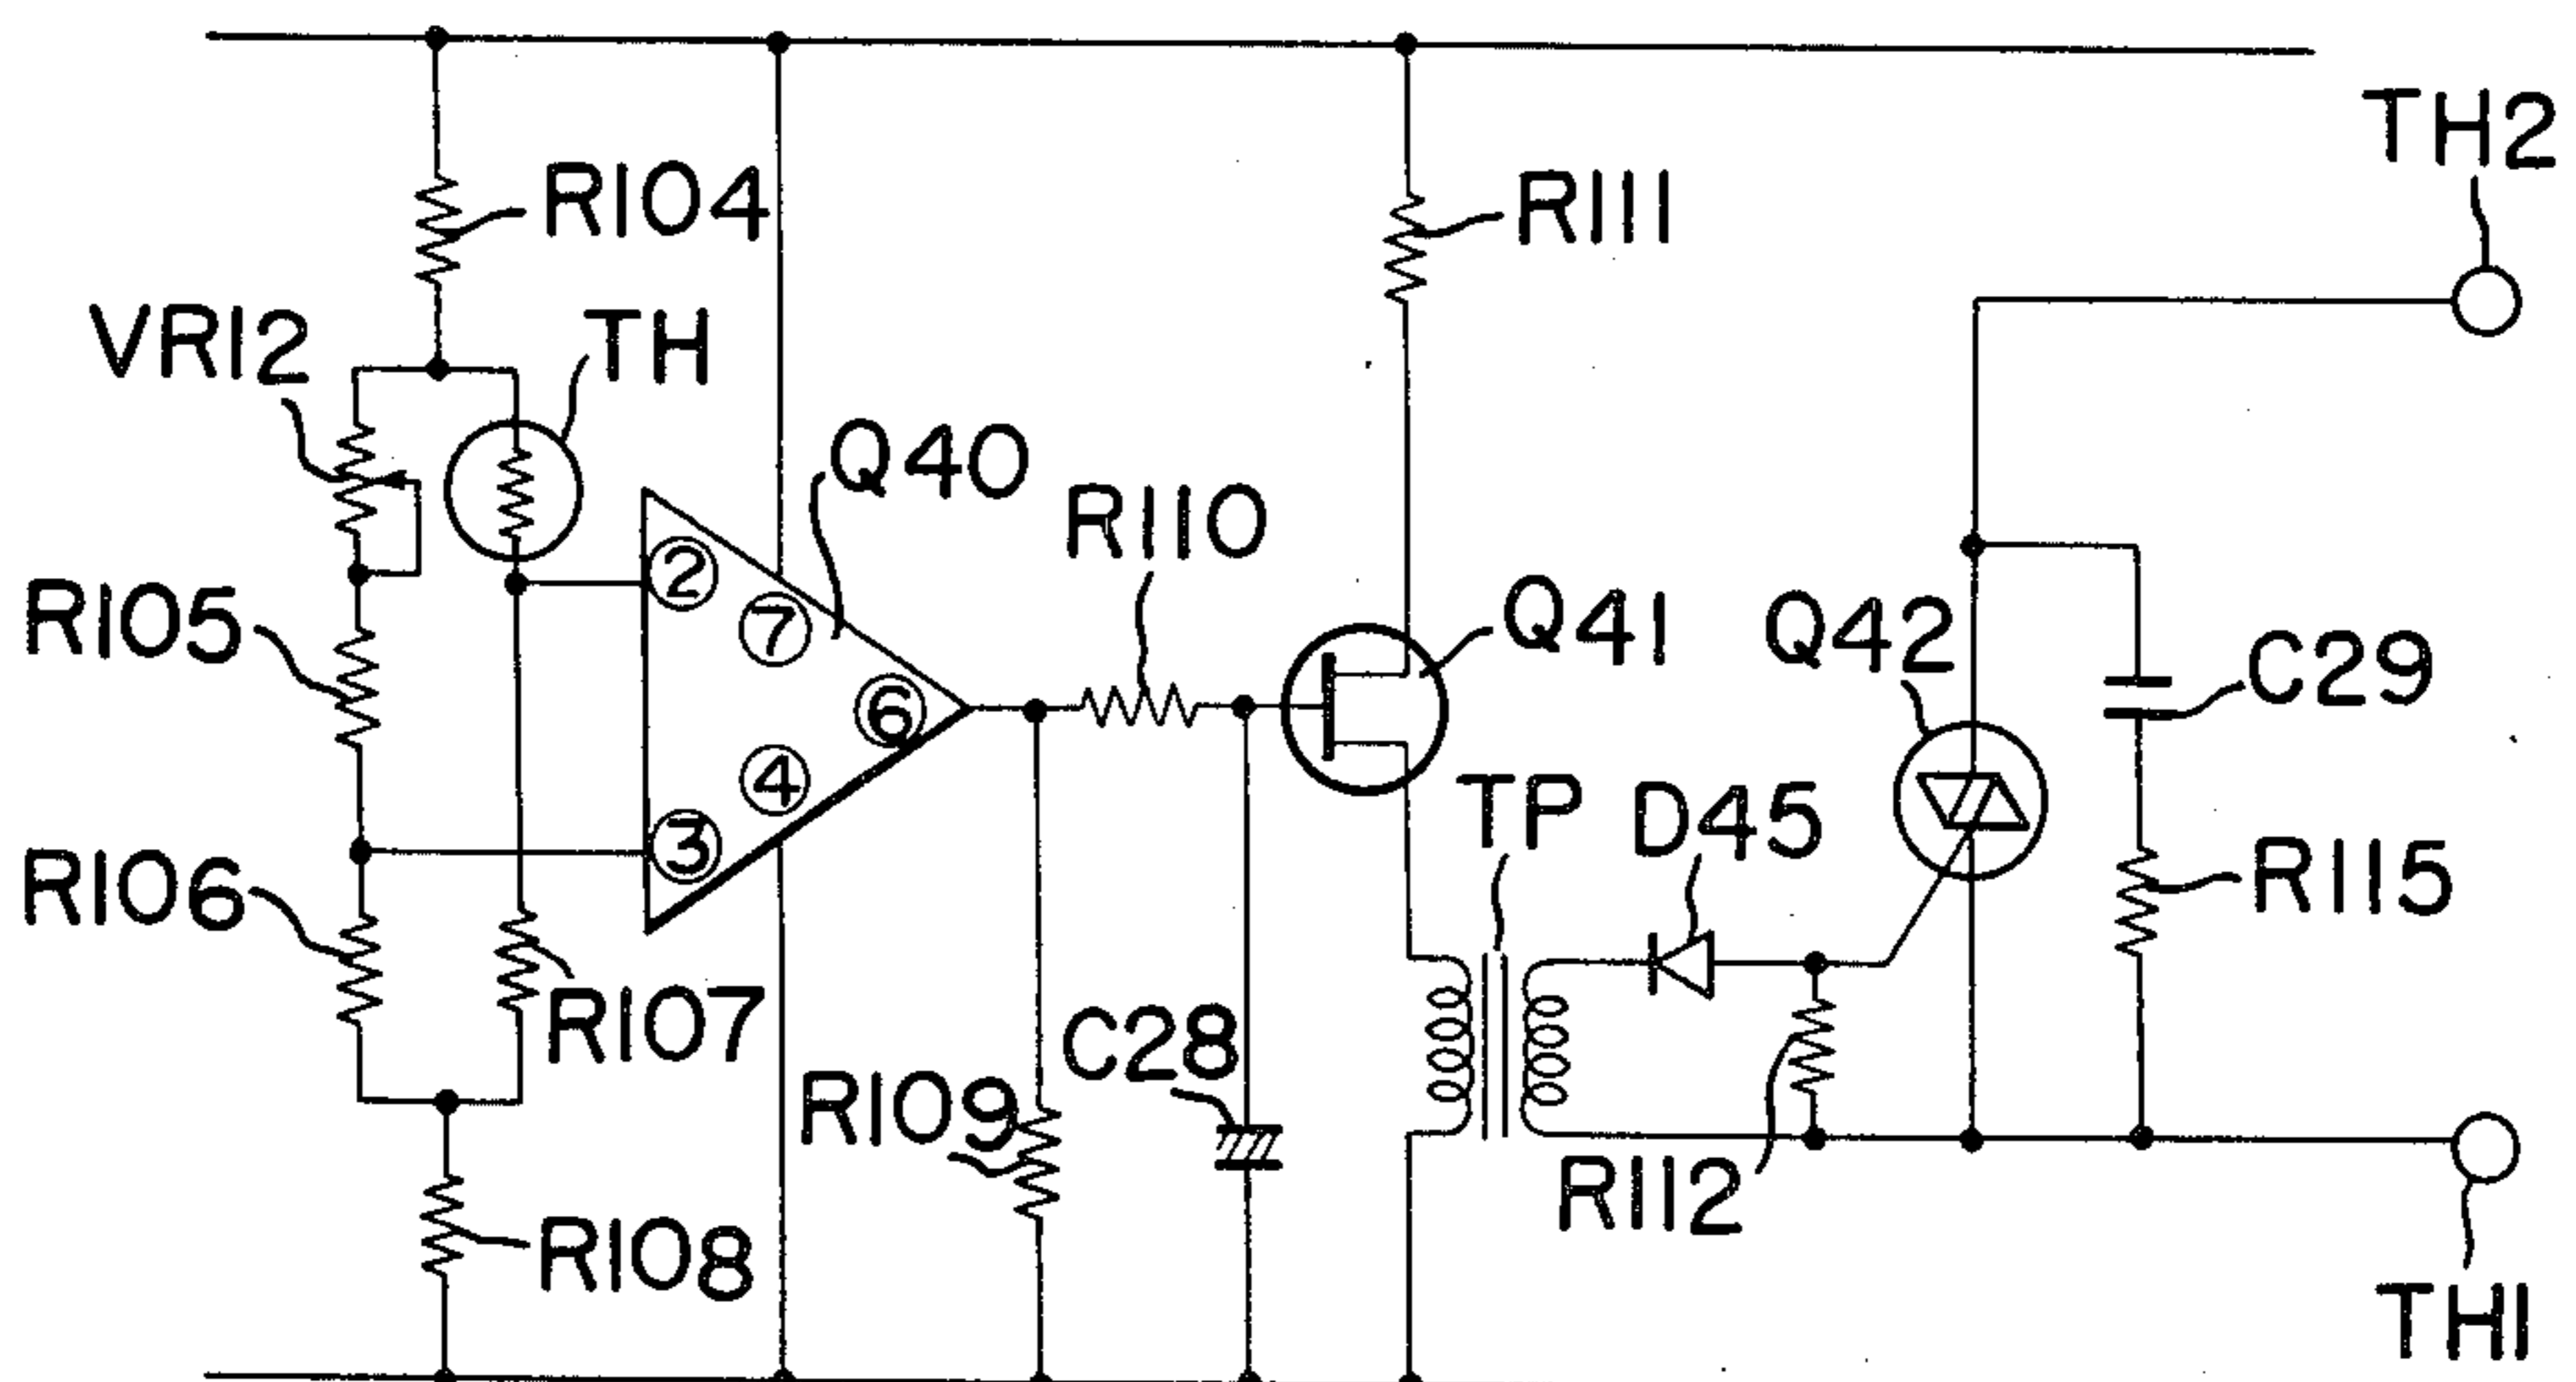 TH2
R104
R111
VR12
TH
Q40
R110
R105
②
⑦
Q41
Q42
C29
⑥
④
TP
D45
③
R106
R115
R107
C28
R109
R112
R108
TH1